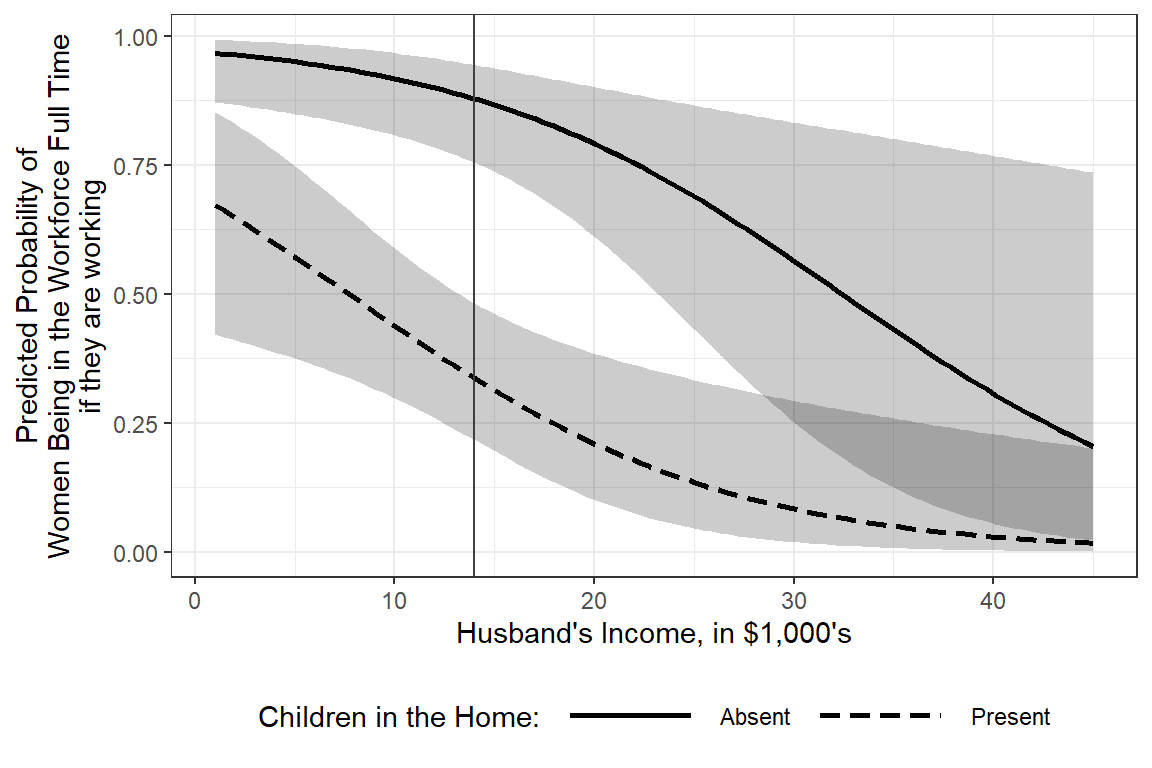 Predicted Probability of
Women Being in the Workforce Full Time
if they are working
1.00
0.75
0.50
0.25
0.00
0 10 20 30 40
Husband's Income, in $1,000's
Children in the Home: Absent Present